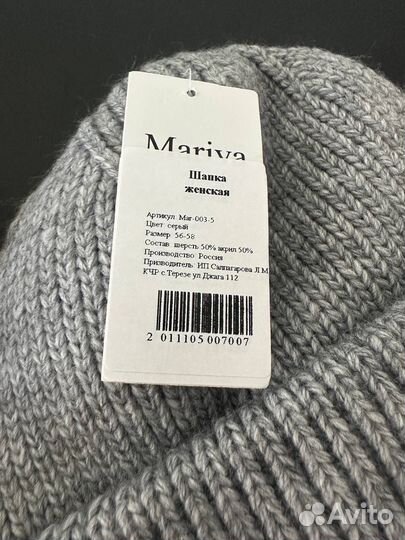 Mariya
Шапка
женская
Артикул: Mar-003-5
Цвет: серый
Размер: 56-58
Состав: шерсть 50% акрил 50%
Производство: Россия
Призводитель: ИП Салпагарова Л М
КЧР с.Терезе ул Джага 112
2 011105 007007
Avito